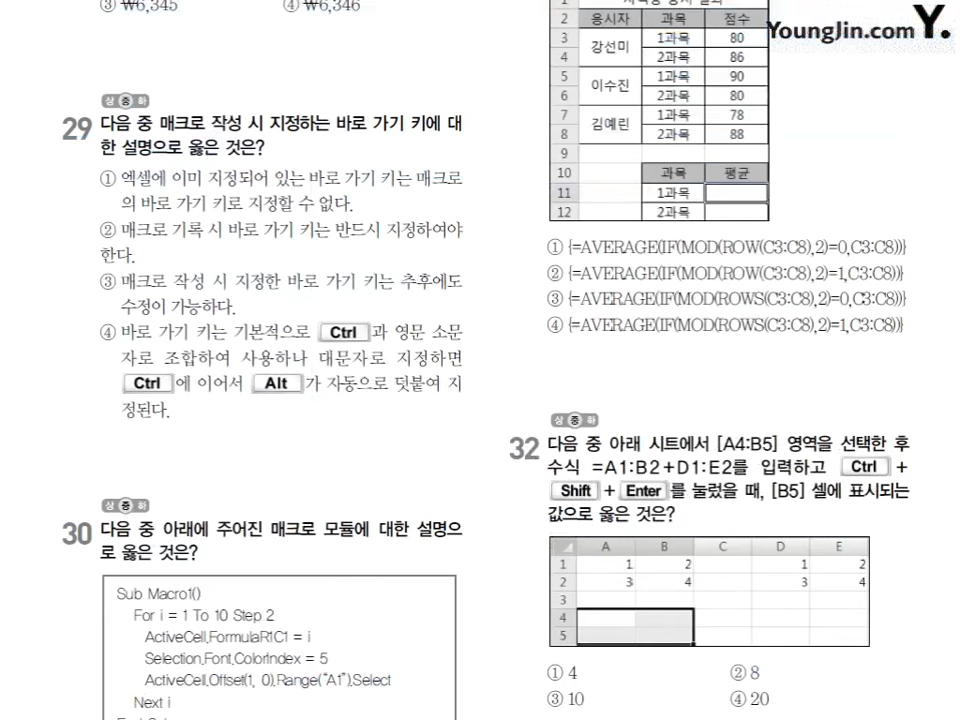 ③ ₩6,345 ④ ₩6,346
상 중 하
29 다음 중 매크로 작성 시 지정하는 바로 가기 키에 대
한 설명으로 옳은 것은?
① 엑셀에 이미 지정되어 있는 바로 가기 키는 매크로
의 바로 가기 키로 지정할 수 없다.
② 매크로 기록 시 바로 가기 키는 반드시 지정하여야
한다.
③ 매크로 작성 시 지정한 바로 가기 키는 추후에도
수정이 가능하다.
④ 바로 가기 키는 기본적으로 Ctrl 과 영문 소문
자로 조합하여 사용하나 대문자로 지정하면
Ctrl 에 이어서 Alt 가 자동으로 덧붙여 지
정된다.
상 중 하
30 다음 중 아래에 주어진 매크로 모듈에 대한 설명으
로 옳은 것은?
Sub Macro1()
For i = 1 To 10 Step 2
ActiveCell.FormulaR1C1 = i
Selection.Font.ColorIndex = 5
ActiveCell.Offset(1, 0).Range("A1").Select
Next i
YoungJin.com Y.
1
2 응시자 과목 점수
3 강선미 1과목 80
4 2과목 86
5 이수진 1과목 90
6 2과목 80
7 김예린 1과목 78
8 2과목 88
9
10 과목 평균
11 1과목
12 2과목
① {=AVERAGE(IF(MOD(ROW(C3:C8),2)=0,C3:C8))}
② {=AVERAGE(IF(MOD(ROW(C3:C8),2)=1,C3:C8))}
③ {=AVERAGE(IF(MOD(ROWS(C3:C8),2)=0,C3:C8))}
④ {=AVERAGE(IF(MOD(ROWS(C3:C8),2)=1,C3:C8))}
상 중 하
32 다음 중 아래 시트에서 [A4:B5] 영역을 선택한 후
수식 =A1:B2+D1:E2를 입력하고 Ctrl +
Shift + Enter 를 눌렀을 때, [B5] 셀에 표시되는
값으로 옳은 것은?
A B C D E
1 1 2 1 2
2 3 4 3 4
3
4
5
① 4 ② 8
③ 10 ④ 20